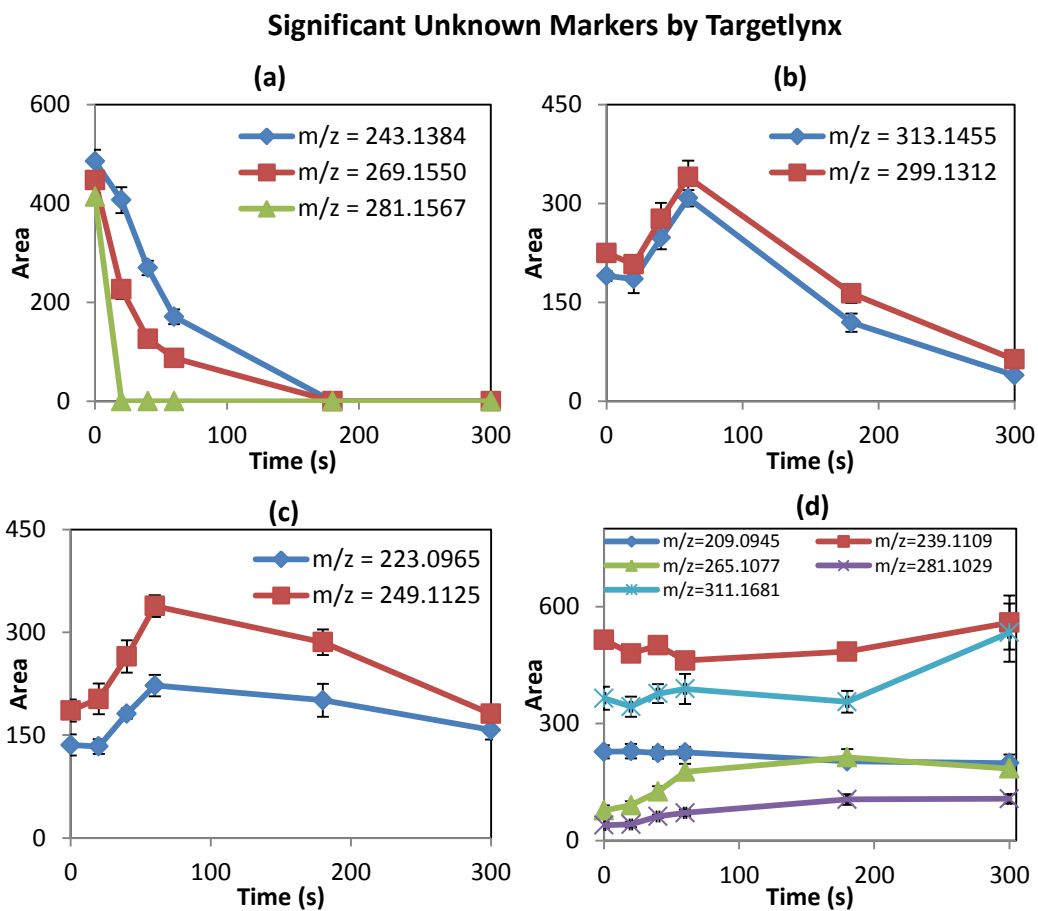 Significant Unknown Markers by Targetlynx
(a)
600
400
200
0
Area
m/z = 243.1384
m/z = 269.1550
m/z = 281.1567
0 100 200 300
Time (s)
(b)
450
300
150
0
Area
m/z = 313.1455
m/z = 299.1312
0 100 200 300
Time (s)
(c)
450
300
150
0
Area
m/z = 223.0965
m/z = 249.1125
0 100 200 300
Time (s)
(d)
m/z=209.0945 m/z=239.1109
m/z=265.1077 m/z=281.1029
m/z=311.1681
600
300
0
Area
0 100 200 300
Time (s)